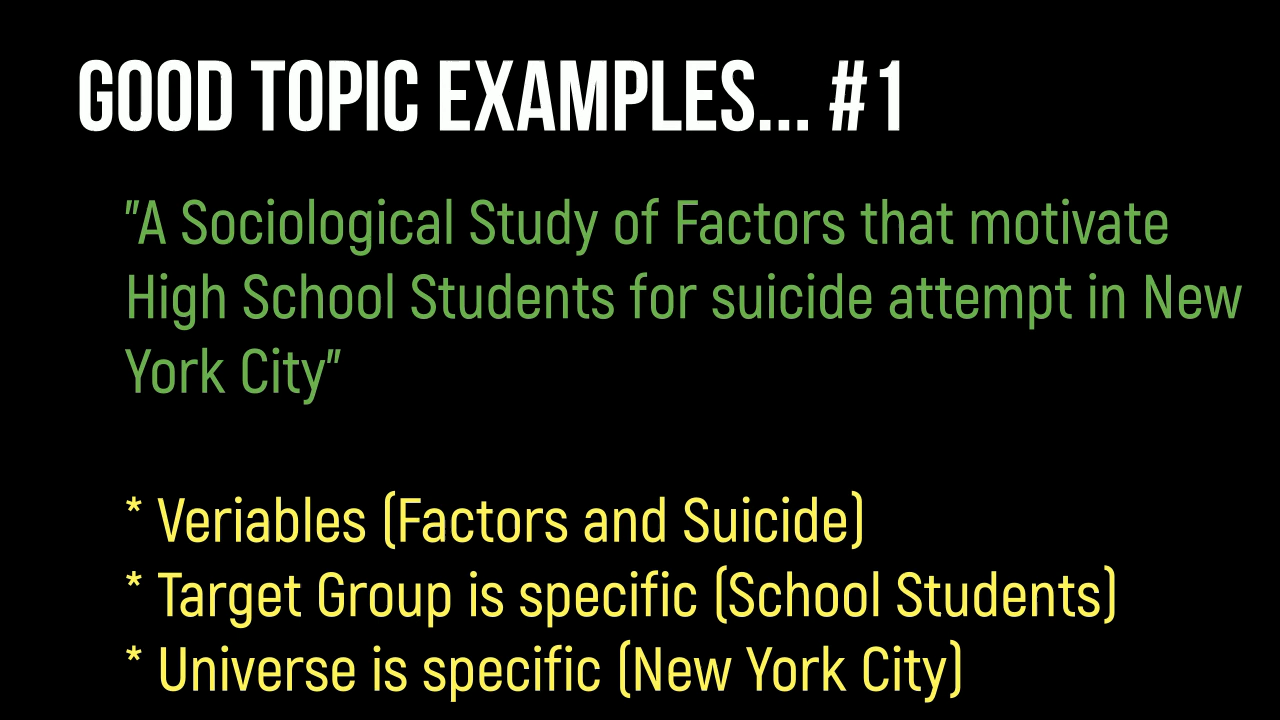 GOOD TOPIC EXAMPLES... #1
"A Sociological Study of Factors that motivate
High School Students for suicide attempt in New
York City"
* Veriables (Factors and Suicide)
* Target Group is specific (School Students)
* Universe is specific (New York City)